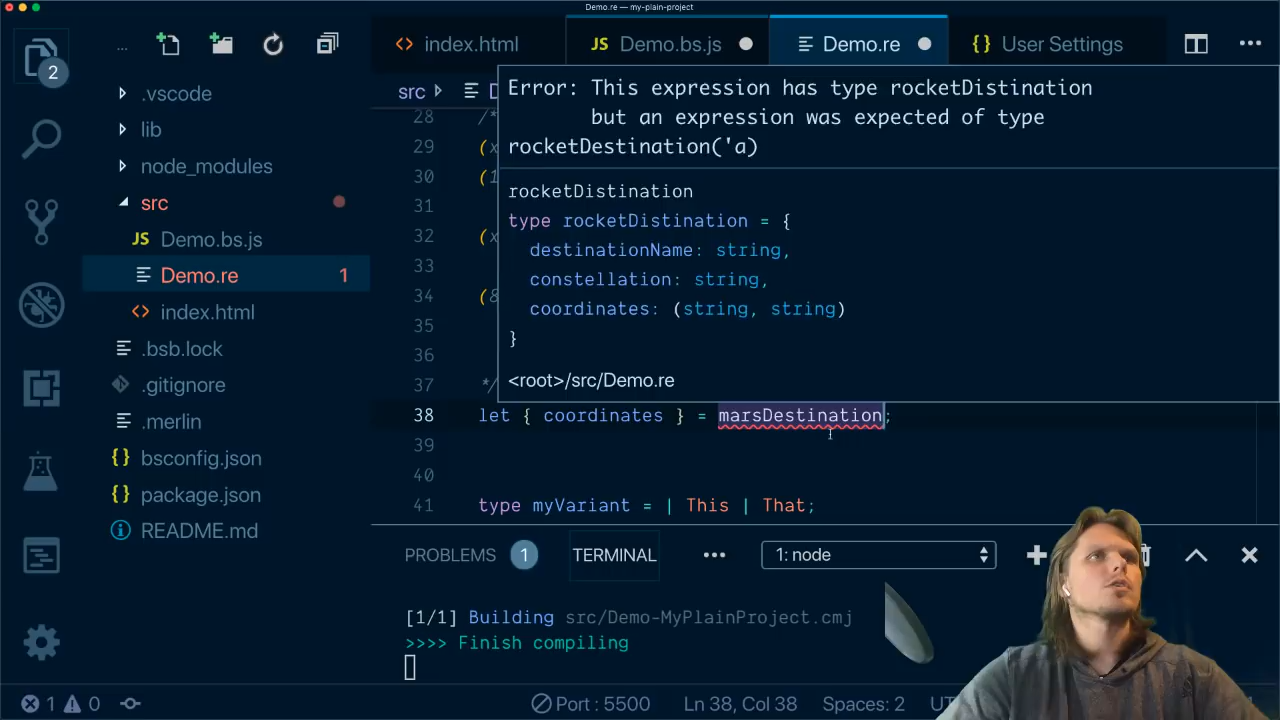 Demo.re — my-plain-project
2
...
index.html
JS Demo.bs.js
Demo.re
{} User Settings
...
.vscode
lib
node_modules
src
JS Demo.bs.js
Demo.re 1
index.html
.bsb.lock
.gitignore
.merlin
{} bsconfig.json
{} package.json
README.md
src
Error: This expression has type rocketDistination
but an expression was expected of type
rocketDestination('a)
rocketDistination
type rocketDistination = {
destinationName: string,
constellation: string,
coordinates: (string, string)
}
<root>/src/Demo.re
28 /*
29 (x
30 (1
31
32 (x
33
34 (8
35
36
37 */
38 let { coordinates } = marsDestination;
39
40
41 type myVariant = | This | That;
PROBLEMS 1 TERMINAL ... 1: node
[1/1] Building src/Demo-MyPlainProject.cmj
>>>> Finish compiling
1 0 Port : 5500 Ln 38, Col 38 Spaces: 2